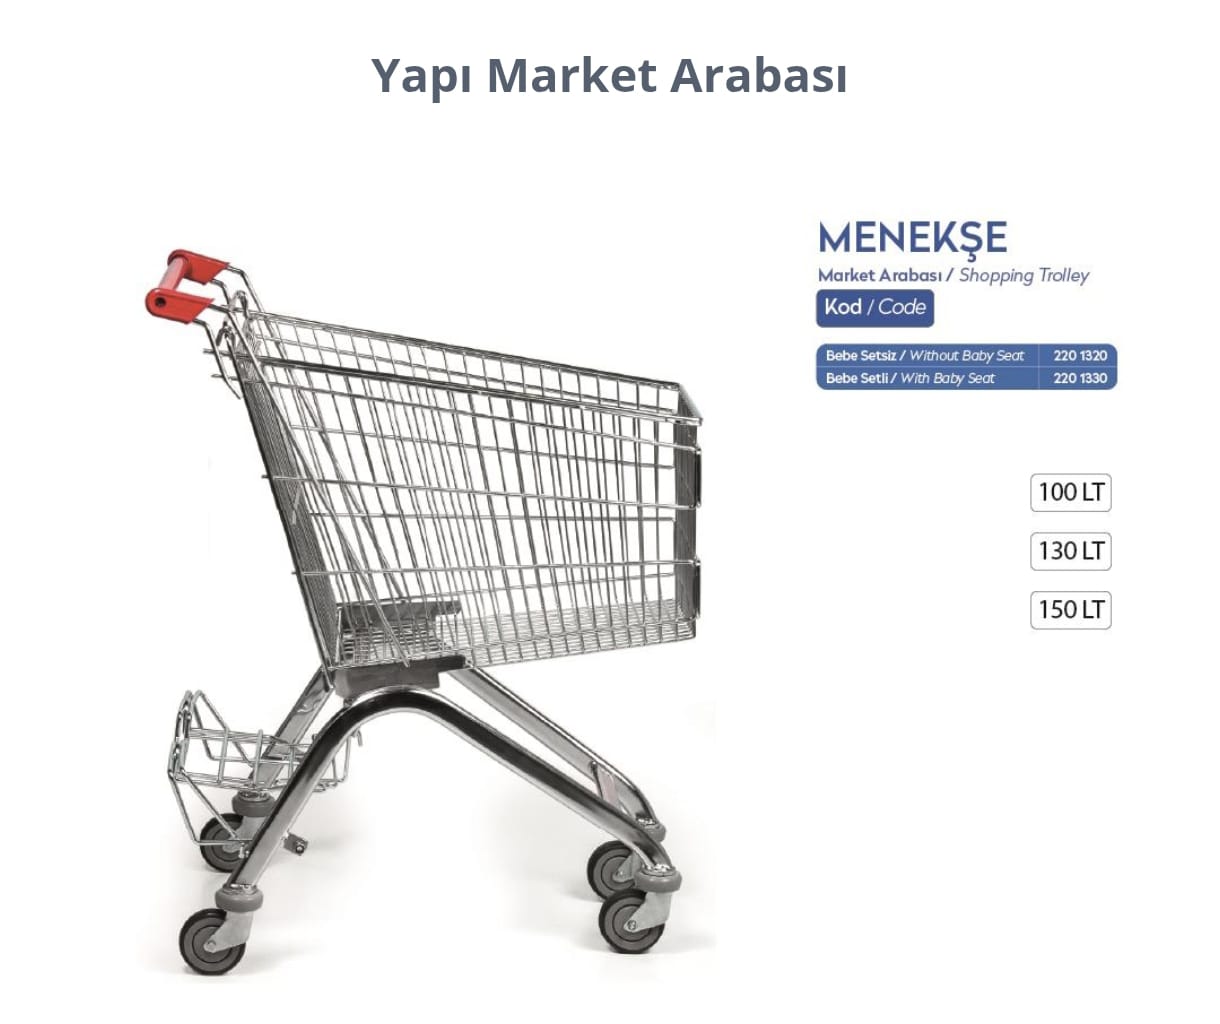 Yapı Market Arabası
MENEKŞE
Market Arabası / Shopping Trolley
Kod / Code
Bebe Setsiz / Without Baby Seat 220 1320
Bebe Setli / With Baby Seat 220 1330
100 LT
130 LT
150 LT